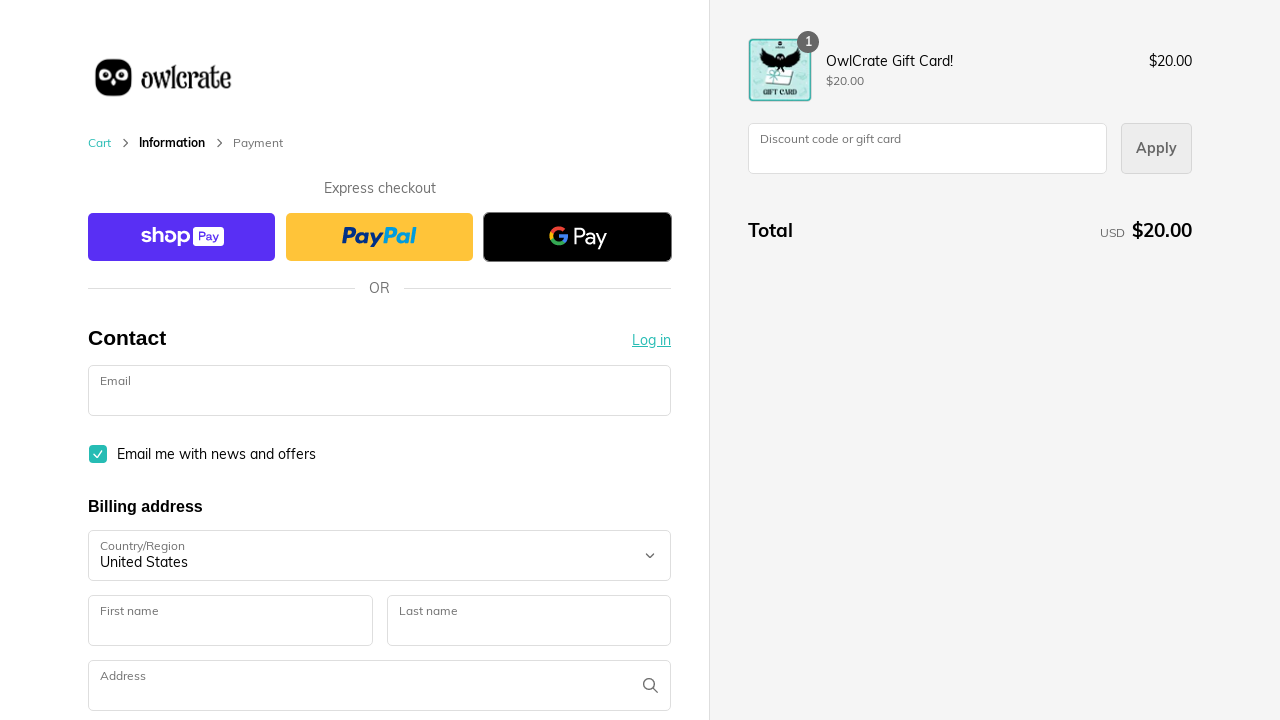 owlcrate
Cart > Information > Payment
Express checkout
shop Pay
PayPal
G Pay
OR
Contact
Log in
Email
Email me with news and offers
Billing address
Country/Region
United States
First name
Last name
Address
1
GIFT CARD
OwlCrate Gift Card!
$20.00
$20.00
Discount code or gift card
Apply
Total
USD $20.00